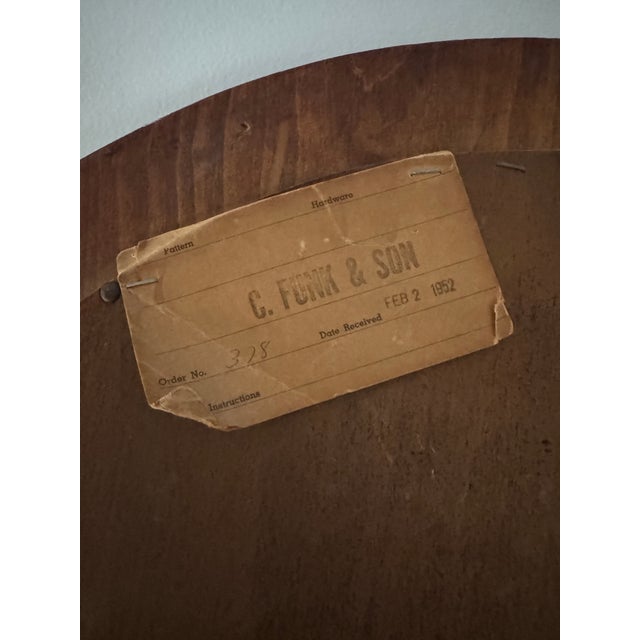 Hardware
Pattern
C. FUNK & SON
Date Received FEB 2 1952
Order No. 328
Instructions